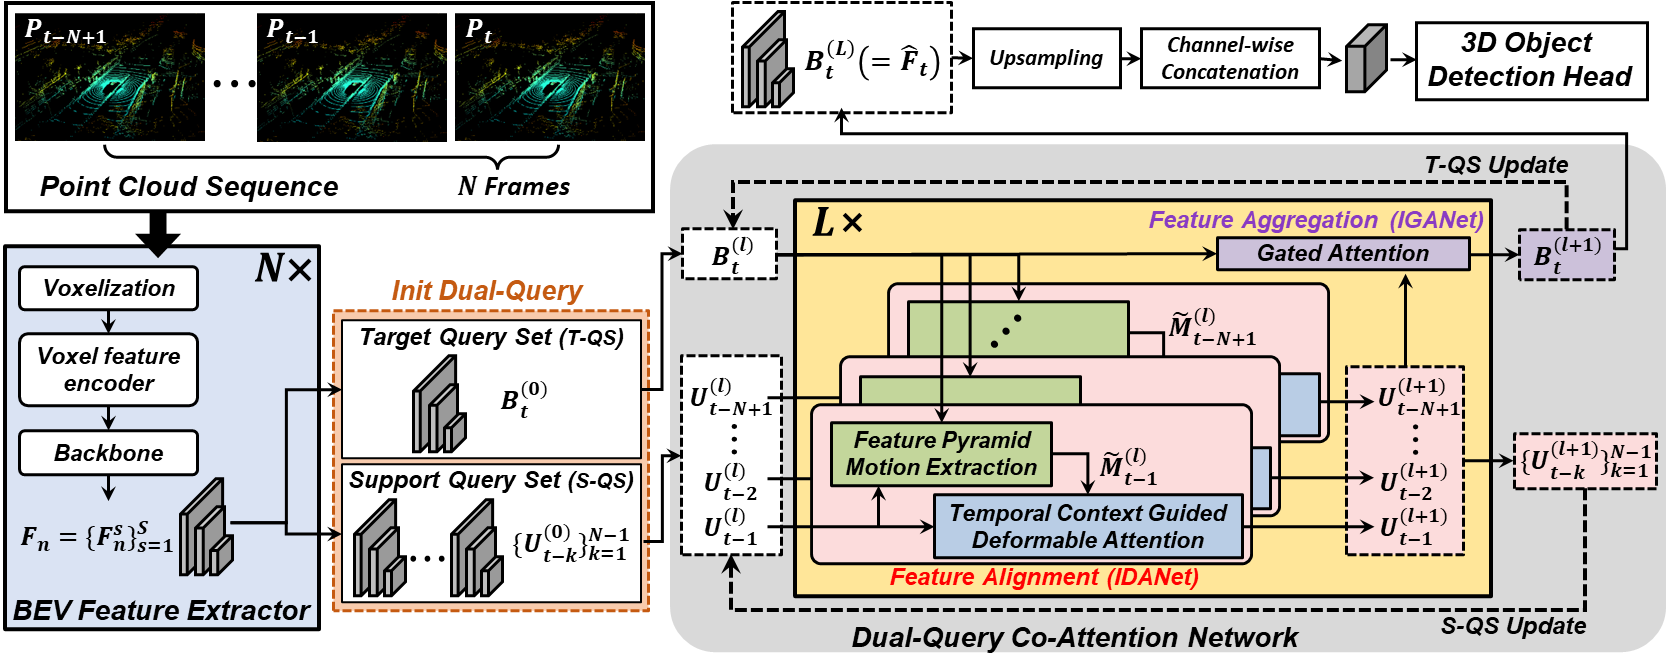 P_{t-N+1}
P_{t-1}
P_t
N Frames
Point Cloud Sequence
N×
Voxelization
Voxel feature
encoder
Backbone
F_n = {F_n^s}_{s=1}^S
BEV Feature Extractor
Init Dual-Query
Target Query Set (T-QS)
B_t^{(0)}
Support Query Set (S-QS)
{U_{t-k}^{(0)}}_{k=1}^{N-1}
B_t^{(L)}(= F̂_t)
Upsampling
Channel-wise
Concatenation
3D Object
Detection Head
T-QS Update
B_t^{(l)}
L×
Feature Aggregation (IGANet)
Gated Attention
B_t^{(l+1)}
M̃_{t-N+1}^{(l)}
U_{t-N+1}^{(l)}
U_{t-2}^{(l)}
U_{t-1}^{(l)}
Feature Pyramid
Motion Extraction
M̃_{t-1}^{(l)}
Temporal Context Guided
Deformable Attention
Feature Alignment (IDANet)
U_{t-N+1}^{(l+1)}
U_{t-2}^{(l+1)}
U_{t-1}^{(l+1)}
{U_{t-k}^{(l+1)}}_{k=1}^{N-1}
S-QS Update
Dual-Query Co-Attention Network